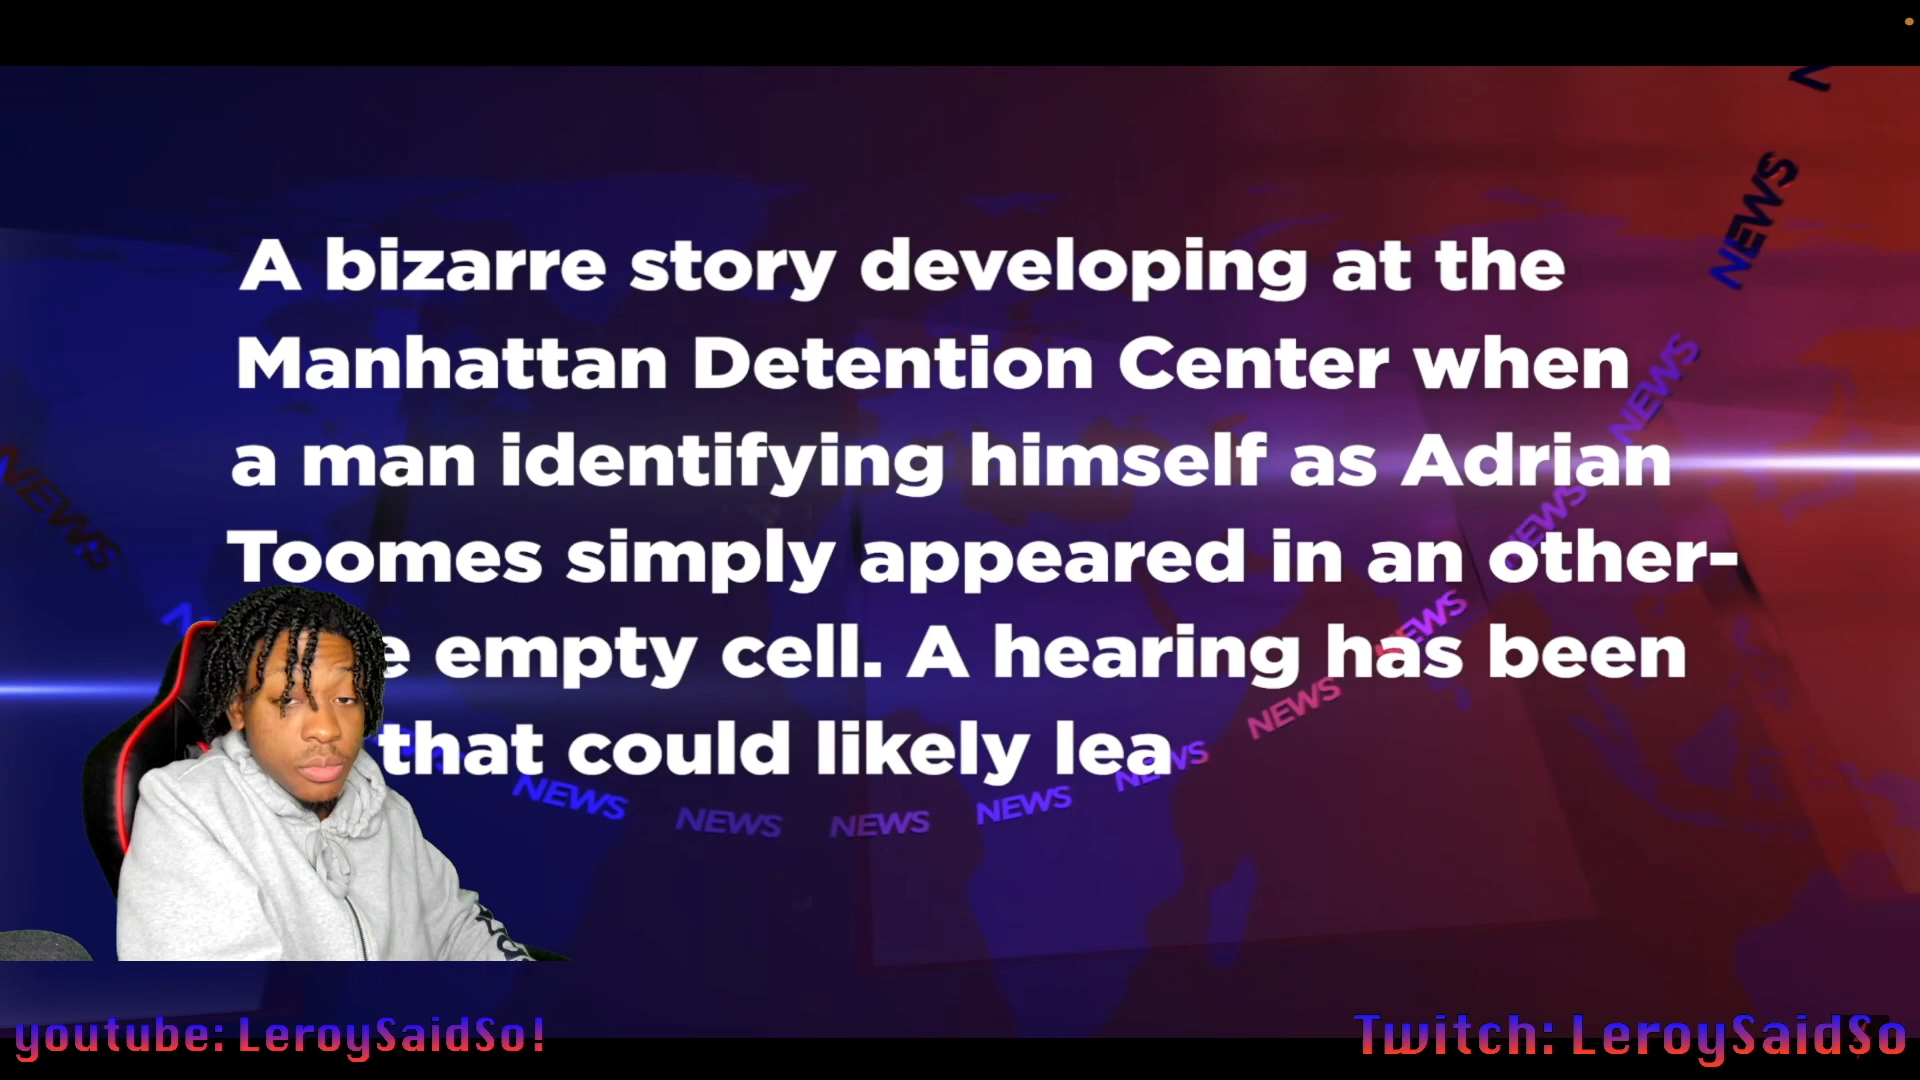 A bizarre story developing at the
Manhattan Detention Center when
a man identifying himself as Adrian
Toomes simply appeared in an other-
empty cell. A hearing has been
that could likely lea
NEWS
NEWS
NEWS
NEWS
NEWS
NEWS
NEWS
NEWS
NEWS
NEWS
youtube: LeroySaidSo!
Twitch: LeroySaidSo